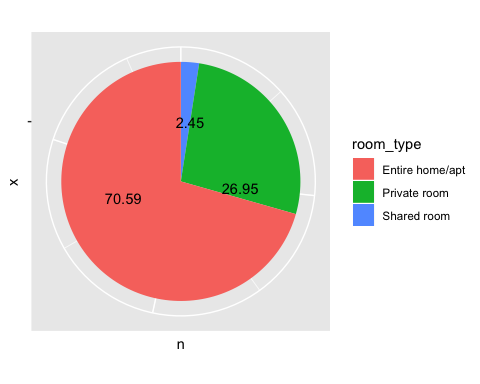 room_type
Entire home/apt
Private room
Shared room
2.45
26.95
70.59
x
n